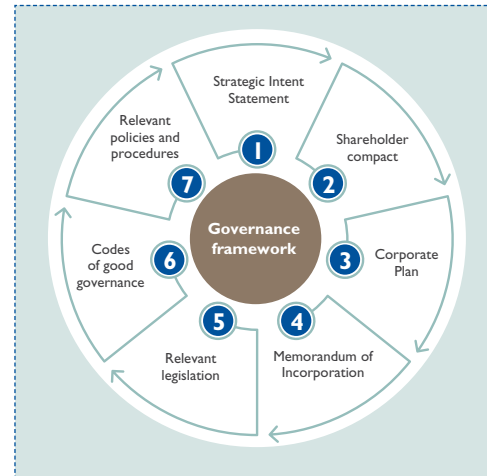 Strategic Intent
Statement
1
Shareholder
compact
2
Corporate
Plan
3
Memorandum of
Incorporation
4
Relevant
legislation
5
Codes
of good
governance
6
Relevant
policies and
procedures
7
Governance
framework